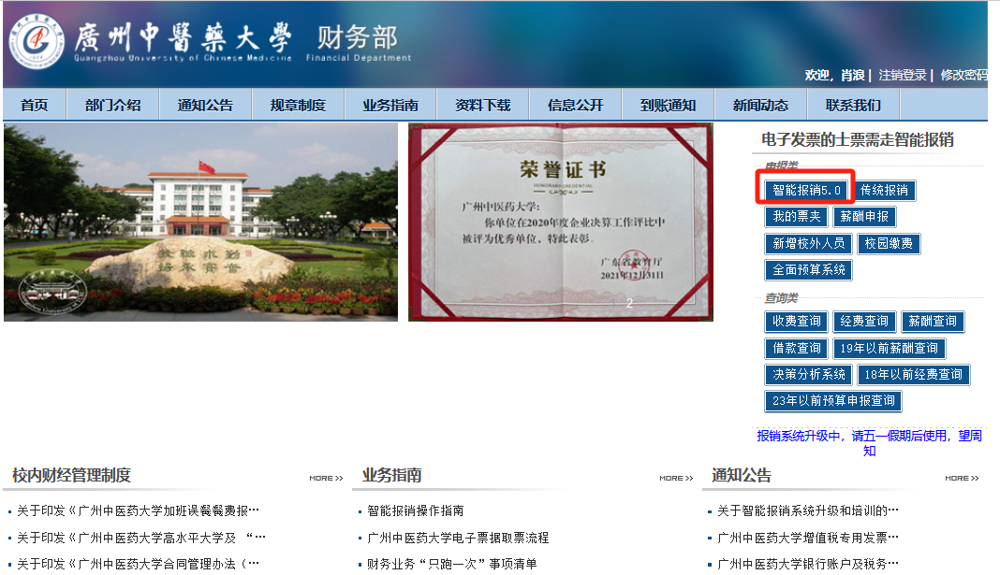 廣州中醫藥大學 财务部
Guangzhou University of Chinese Medicine Financial Department
欢迎，肖浪 | 注销登录 | 修改密码
首页 部门介绍 通知公告 规章制度 业务指南 资料下载 信息公开 到账通知 新闻动态 联系我们
荣誉证书
HONORARY CREDENTIAL
广州中医药大学：
你单位在2020年度企业决算工作评比中
被评为优秀单位，特此表彰。
广东省教育厅
2021年12月31日
2
电子发票的士票需走智能报销
申报类
智能报销5.0 传统报销
我的票夹 薪酬申报
新增校外人员 校园缴费
全面预算系统
查询类
收费查询 经费查询 薪酬查询
借款查询 19年以前薪酬查询
决策分析系统 18年以前经费查询
23年以前预算申报查询
报销系统升级中，请五一假期后使用，望周
知
校内财经管理制度 MORE >>
关于印发《广州中医药大学加班误餐餐费报…
关于印发《广州中医药大学高水平大学及 “…
关于印发《广州中医药大学合同管理办法（…
业务指南 MORE >>
智能报销操作指南
广州中医药大学电子票据取票流程
财务业务“只跑一次”事项清单
通知公告 MORE >>
关于智能报销系统升级和培训的…
广州中医药大学增值税专用发票…
广州中医药大学银行账户及税务…